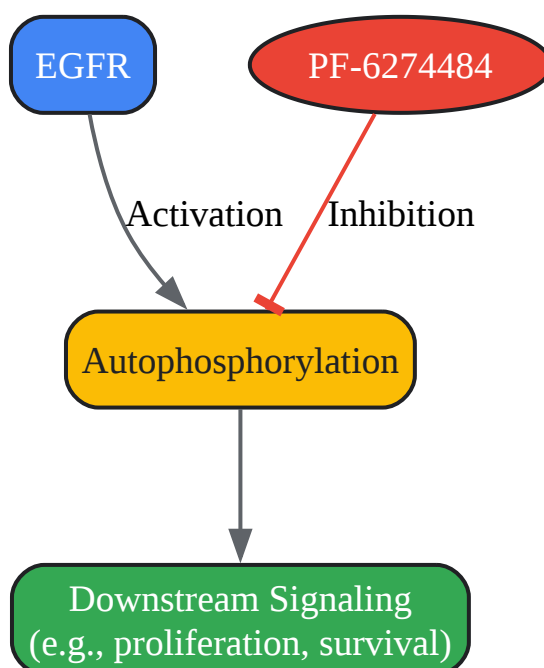 EGFR
PF-6274484
Activation
Inhibition
Autophosphorylation
Downstream Signaling
(e.g., proliferation, survival)